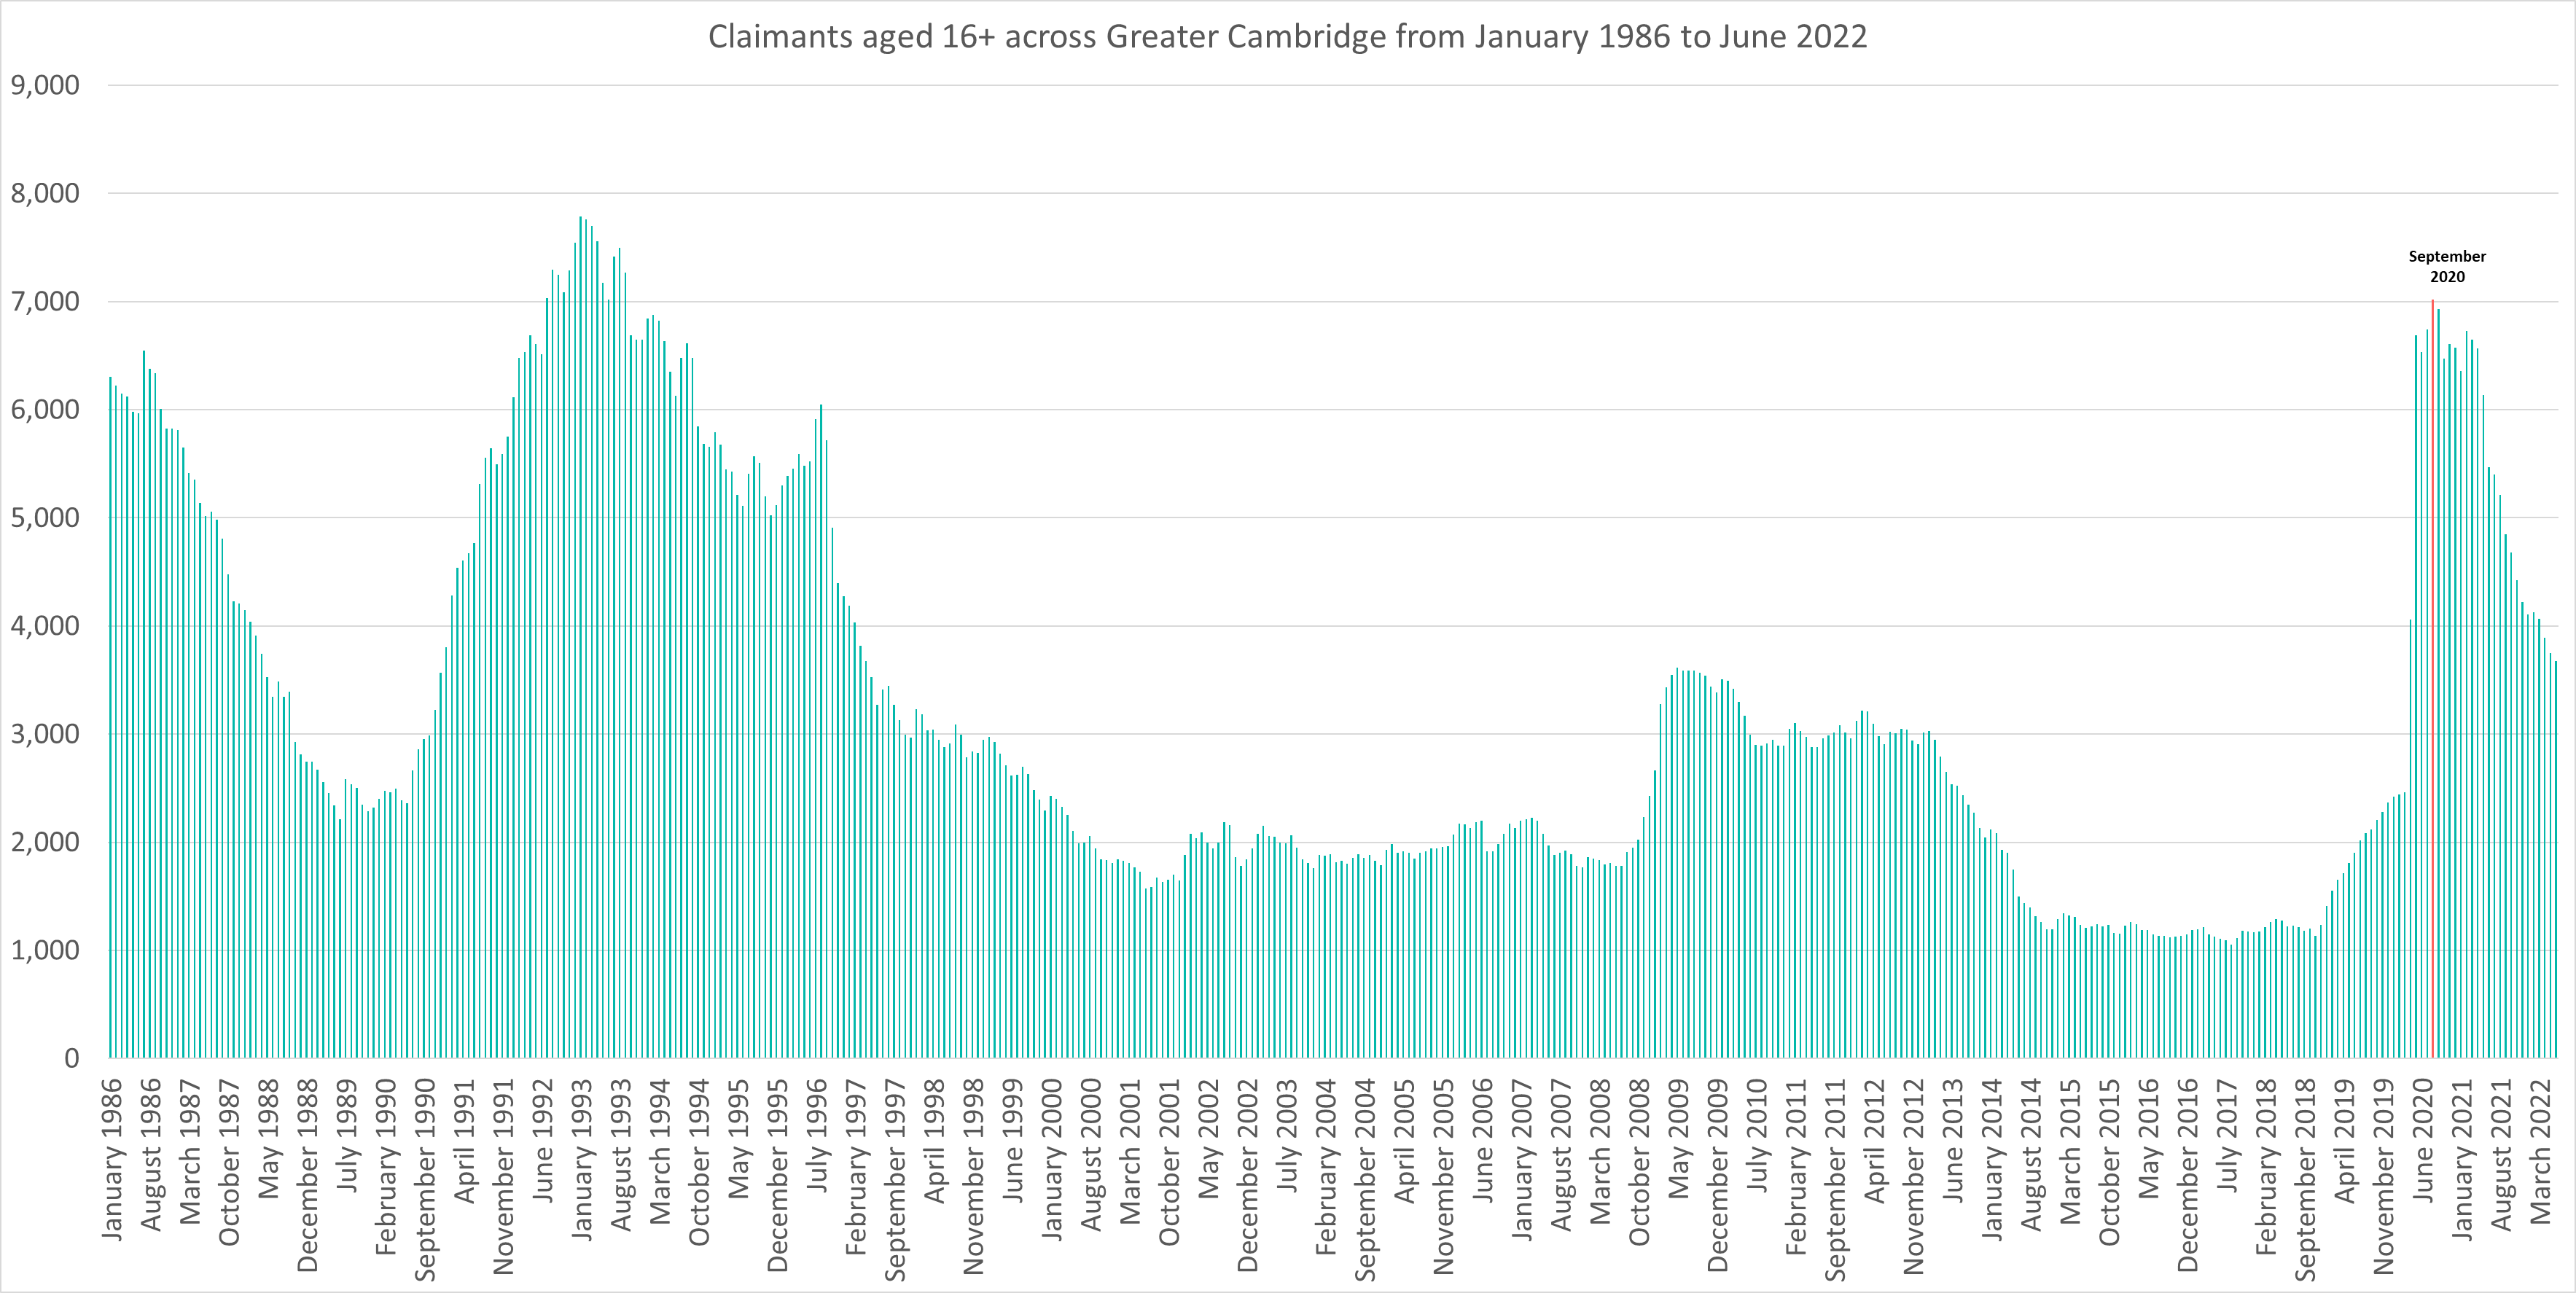 Claimants aged 16+ across Greater Cambridge from January 1986 to June 2022
9,000
8,000
7,000
6,000
5,000
4,000
3,000
2,000
1,000
0
September
2020
January 1986
August 1986
March 1987
October 1987
May 1988
December 1988
July 1989
February 1990
September 1990
April 1991
November 1991
June 1992
January 1993
August 1993
March 1994
October 1994
May 1995
December 1995
July 1996
February 1997
September 1997
April 1998
November 1998
June 1999
January 2000
August 2000
March 2001
October 2001
May 2002
December 2002
July 2003
February 2004
September 2004
April 2005
November 2005
June 2006
January 2007
August 2007
March 2008
October 2008
May 2009
December 2009
July 2010
February 2011
September 2011
April 2012
November 2012
June 2013
January 2014
August 2014
March 2015
October 2015
May 2016
December 2016
July 2017
February 2018
September 2018
April 2019
November 2019
June 2020
January 2021
August 2021
March 2022